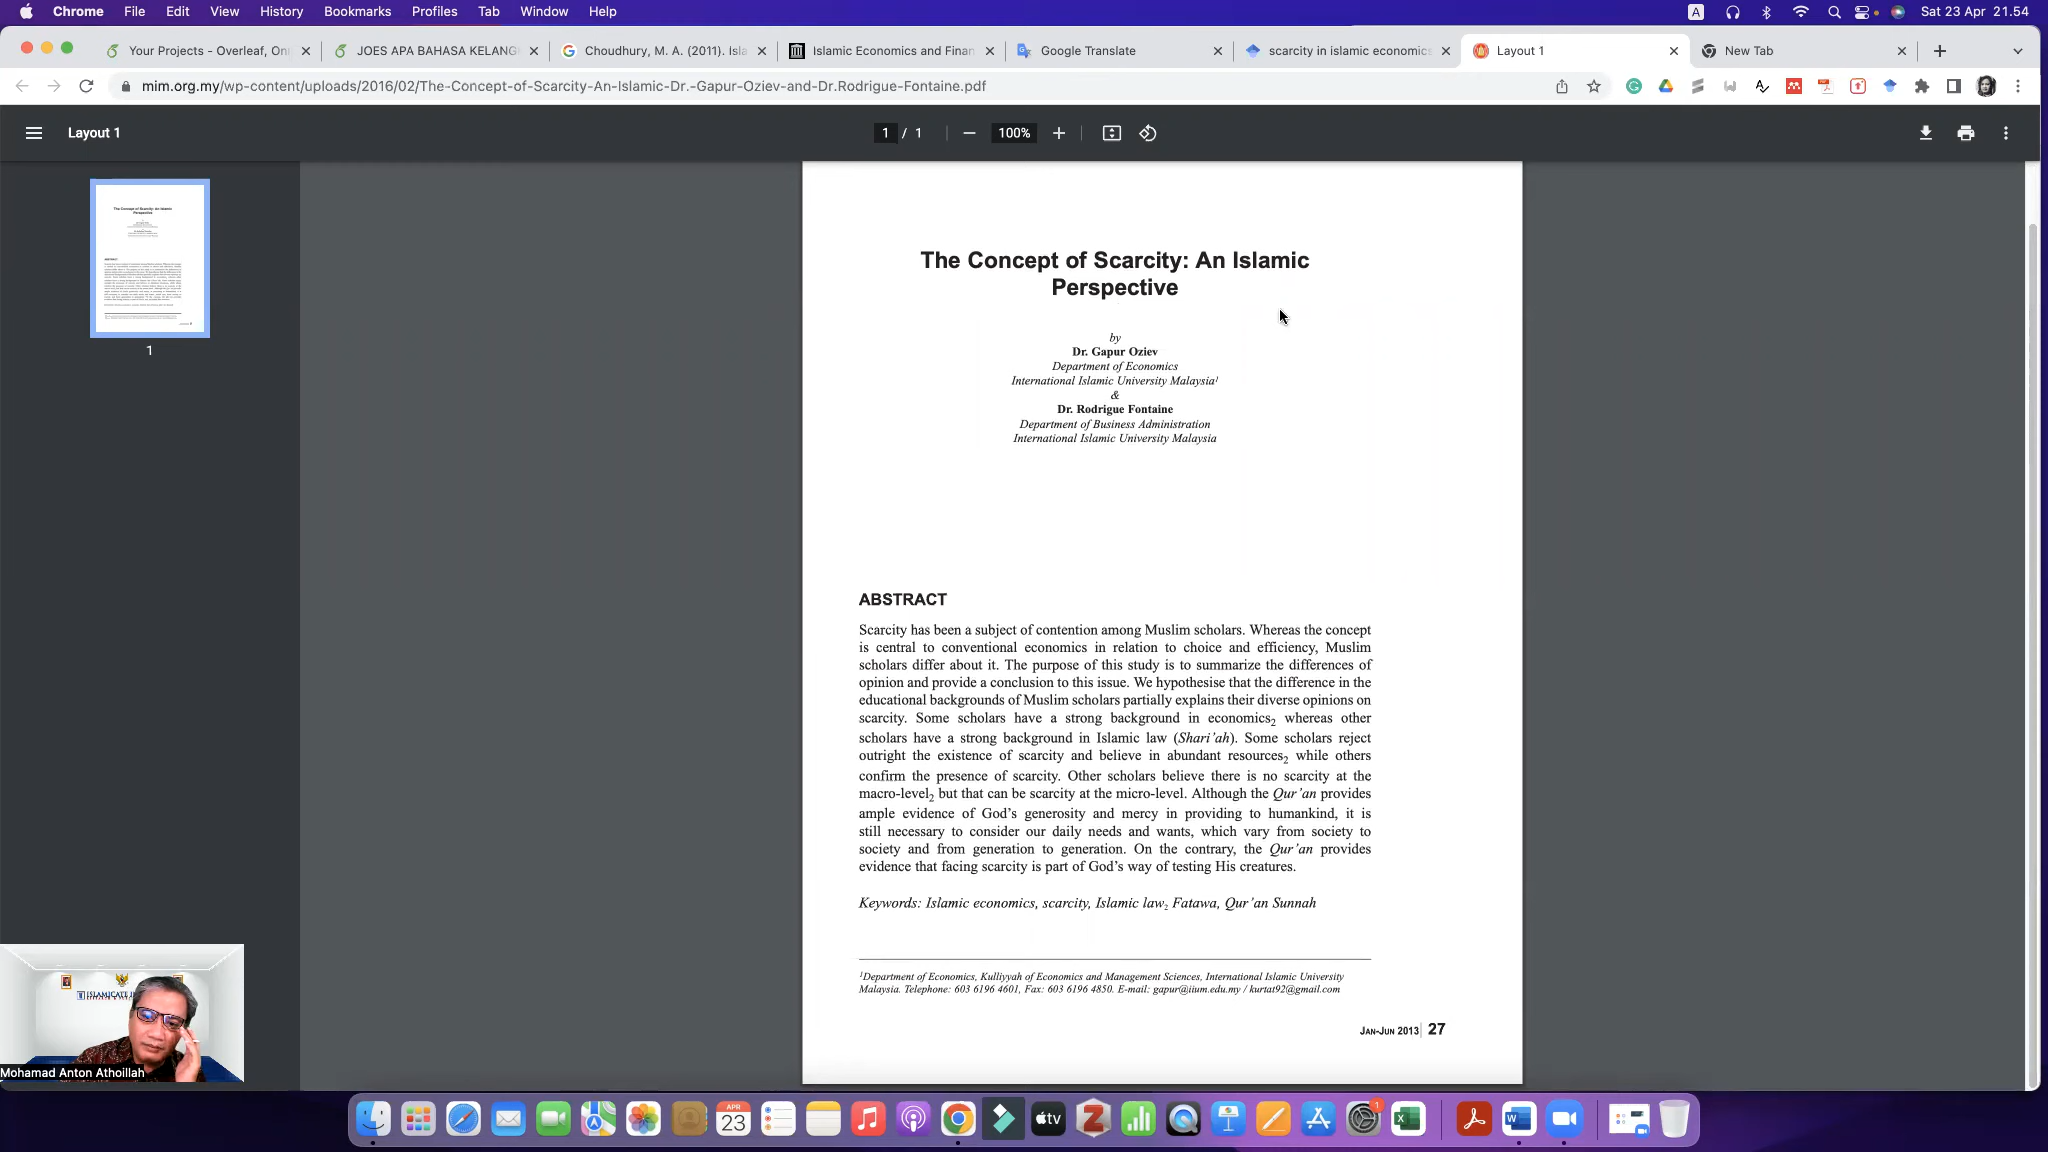 Chrome File Edit View History Bookmarks Profiles Tab Window Help
A Sat 23 Apr 21.54
Your Projects - Overleaf, Onl JOES APA BAHASA KELANG Choudhury, M. A. (2011). Isla Islamic Economics and Finan Google Translate scarcity in islamic economics Layout 1 New Tab
mim.org.my/wp-content/uploads/2016/02/The-Concept-of-Scarcity-An-Islamic-Dr.-Gapur-Oziev-and-Dr.Rodrigue-Fontaine.pdf
Layout 1
1 / 1
100%
1
The Concept of Scarcity: An Islamic
Perspective
by
Dr. Gapur Oziev
Department of Economics
International Islamic University Malaysia¹
&
Dr. Rodrigue Fontaine
Department of Business Administration
International Islamic University Malaysia
ABSTRACT
Scarcity has been a subject of contention among Muslim scholars. Whereas the concept
is central to conventional economics in relation to choice and efficiency, Muslim
scholars differ about it. The purpose of this study is to summarize the differences of
opinion and provide a conclusion to this issue. We hypothesise that the difference in the
educational backgrounds of Muslim scholars partially explains their diverse opinions on
scarcity. Some scholars have a strong background in economics₂ whereas other
scholars have a strong background in Islamic law (Shari'ah). Some scholars reject
outright the existence of scarcity and believe in abundant resources₂ while others
confirm the presence of scarcity. Other scholars believe there is no scarcity at the
macro-level₂ but that can be scarcity at the micro-level. Although the Qur'an provides
ample evidence of God's generosity and mercy in providing to humankind, it is
still necessary to consider our daily needs and wants, which vary from society to
society and from generation to generation. On the contrary, the Qur'an provides
evidence that facing scarcity is part of God's way of testing His creatures.
Keywords: Islamic economics, scarcity, Islamic law₂ Fatawa, Qur'an Sunnah
¹Department of Economics, Kulliyyah of Economics and Management Sciences, International Islamic University
Malaysia. Telephone: 603 6196 4601, Fax: 603 6196 4850. E-mail: gapur@iium.edu.my / kurtat92@gmail.com
JAN-JUN 2013 27
Mohamad Anton Athoillah
APR
23
tv
1